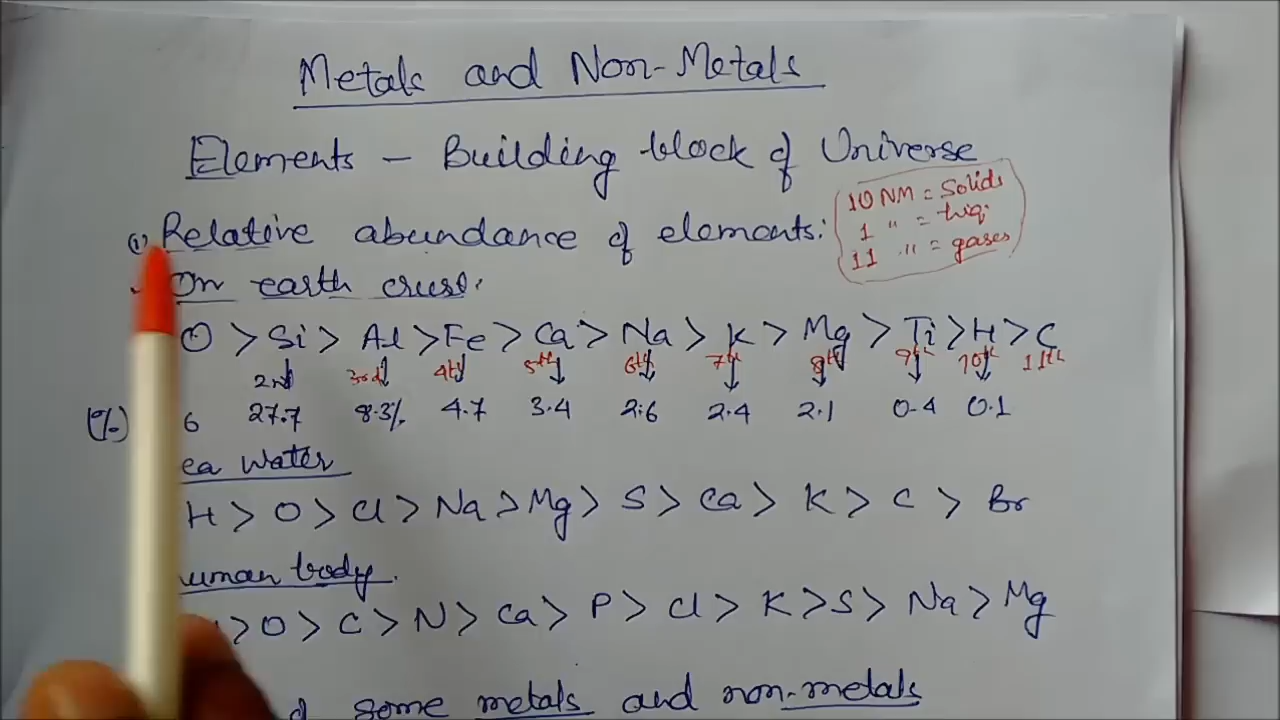 Metals and Non-Metals
Elements - Building block of Universe
(1) Relative abundance of elements:
10 NM = Solids
1 " = Liq.
11 " = gases
On earth crust.
O > Si > Al > Fe > Ca > Na > K > Mg > Ti > H > C
2nd 3rd 4th 5th 6th 7th 8th 9th 10th 11th
(%) 6 27.7 8.3% 4.7 3.4 2.6 2.4 2.1 0.4 0.1
ea water
H > O > Cl > Na > Mg > S > Ca > K > C > Br
uman body.
> O > C > N > Ca > P > Cl > K > S > Na > Mg
some metals and non-metals